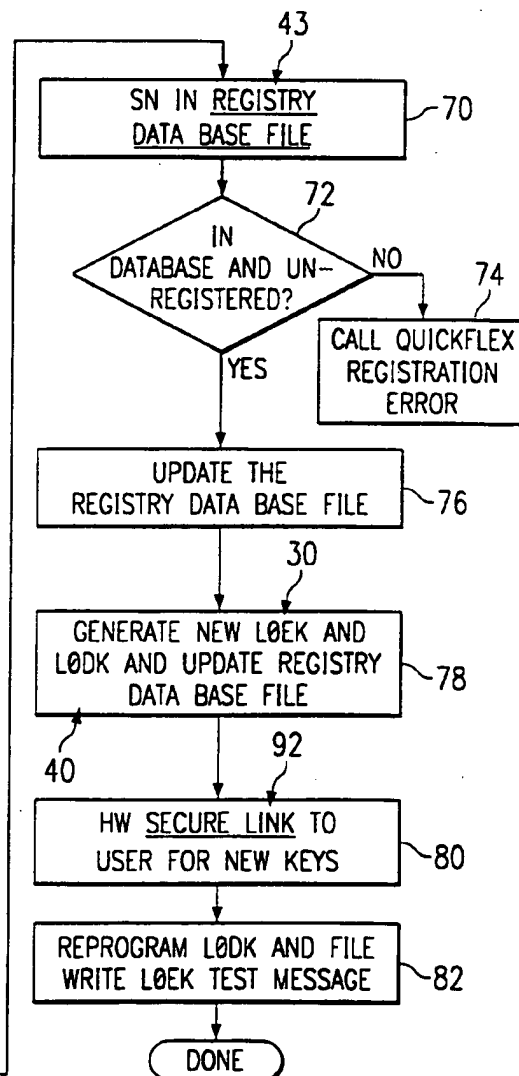 43
SN IN REGISTRY
DATA BASE FILE
70
72
IN
DATABASE AND UN-
REGISTERED?
NO
74
CALL QUICKFLEX
REGISTRATION
ERROR
YES
UPDATE THE
REGISTRY DATA BASE FILE
76
30
GENERATE NEW L0EK AND
L0DK AND UPDATE REGISTRY
DATA BASE FILE
78
40
92
HW SECURE LINK TO
USER FOR NEW KEYS
80
REPROGRAM L0DK AND FILE
WRITE L0EK TEST MESSAGE
82
DONE